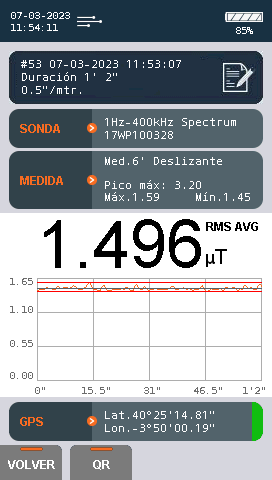 07-03-2023
11:54:11
85%
#53 07-03-2023 11:53:07
Duración 1' 2"
0.5"/mtr.
SONDA
1Hz-400kHz Spectrum
17WP100328
MEDIDA
Med.6' Deslizante
Pico máx: 3.20
Máx.1.59 Mín.1.45
1.496
RMS AVG
µT
1.65
1.10
0.55
0.00
0" 15.5" 31" 46.5" 1'2"
GPS
Lat.40°25'14.81"
Lon.-3°50'00.19"
VOLVER QR